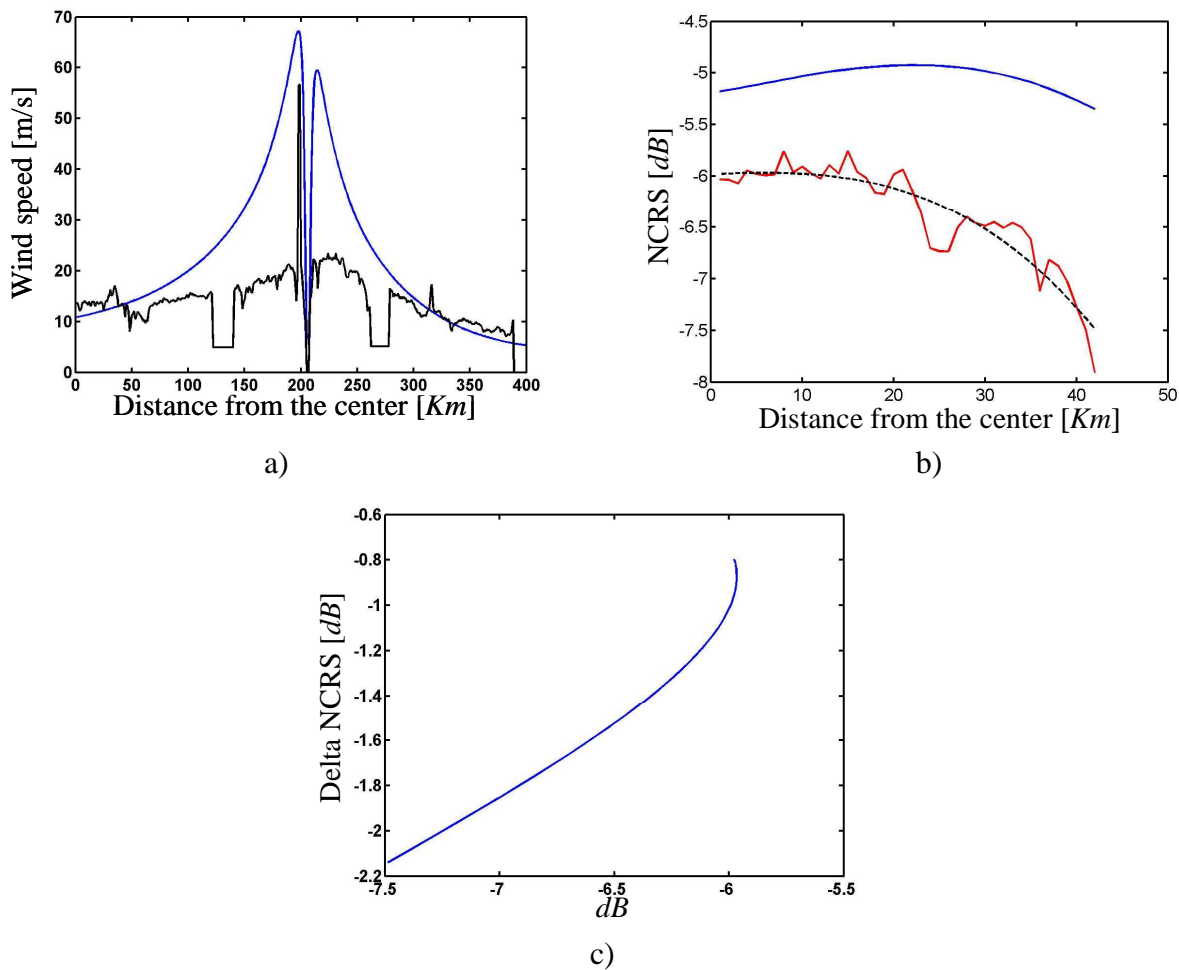 70
60
50
40
30
20
10
0
Wind speed [m/s]
0 50 100 150 200 250 300 350 400
Distance from the center [Km]
a)
-4.5
-5
-5.5
-6
-6.5
-7
-7.5
-8
NCRS [dB]
0 10 20 30 40 50
Distance from the center [Km]
b)
-0.6
-0.8
-1
-1.2
-1.4
-1.6
-1.8
-2
-2.2
Delta NCRS [dB]
-7.5 -7 -6.5 -6 -5.5
dB
c)